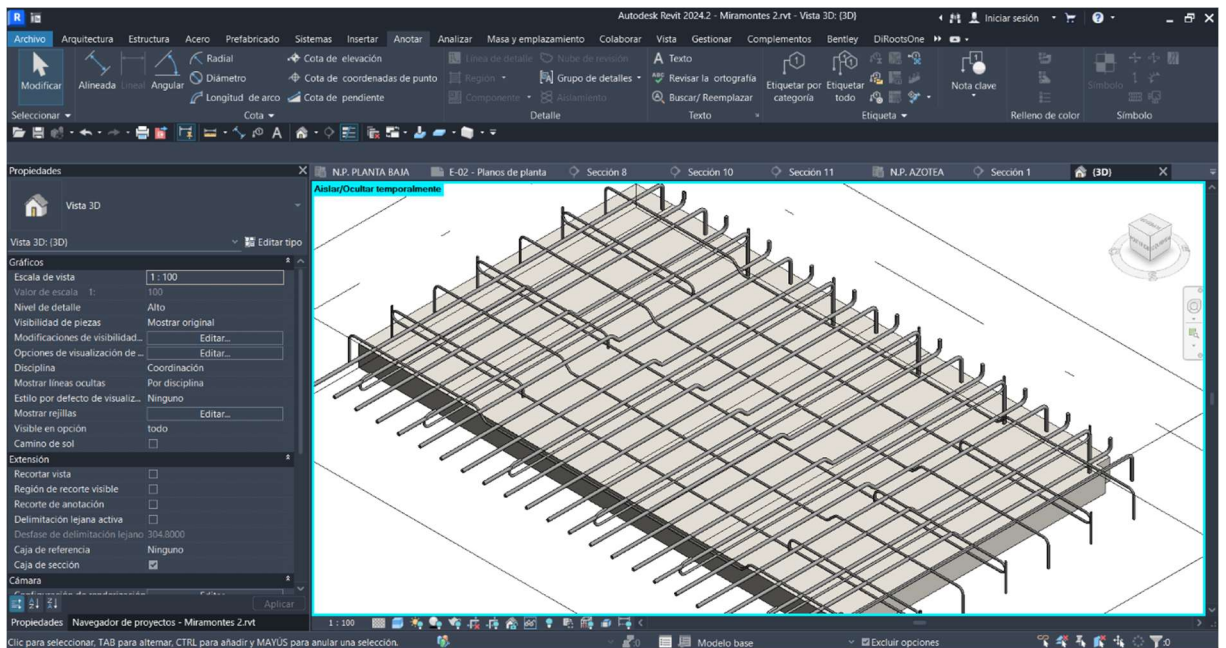 Autodesk Revit 2024.2 - Miramontes 2.rvt - Vista 3D: {3D}
Iniciar sesión
Archivo Arquitectura Estructura Acero Prefabricado Sistemas Insertar Anotar Analizar Masa y emplazamiento Colaborar Vista Gestionar Complementos Bentley DiRootsOne
Radial Cota de elevación Línea de detalle Nube de revisión A Texto
Modificar Alineada Lineal Angular Diámetro Cota de coordenadas de punto Región Grupo de detalles Revisar la ortografía Etiquetar por categoría Etiquetar todo Nota clave Símbolo
Longitud de arco Cota de pendiente Componente Aislamiento Buscar/ Reemplazar
Seleccionar Cota Detalle Texto Etiqueta Relleno de color Símbolo
Propiedades X N.P. PLANTA BAJA E-02 - Planos de planta Sección 8 Sección 10 Sección 11 N.P. AZOTEA Sección 1 {3D} X
Aislar/Ocultar temporalmente
Vista 3D
Vista 3D: {3D} Editar tipo
Gráficos
Escala de vista 1 : 100
Valor de escala 1: 100
Nivel de detalle Alto
Visibilidad de piezas Mostrar original
Modificaciones de visibilidad... Editar...
Opciones de visualización de ... Editar...
Disciplina Coordinación
Mostrar líneas ocultas Por disciplina
Estilo por defecto de visualiz... Ninguno
Mostrar rejillas Editar...
Visible en opción todo
Camino de sol
Extensión
Recortar vista
Región de recorte visible
Recorte de anotación
Delimitación lejana activa
Desfase de delimitación lejano 304.8000
Caja de referencia Ninguno
Caja de sección
Cámara
Aplicar
Propiedades Navegador de proyectos - Miramontes 2.rvt 1 : 100
Clic para seleccionar, TAB para alternar, CTRL para añadir y MAYÚS para anular una selección. :0 Modelo base Excluir opciones :0